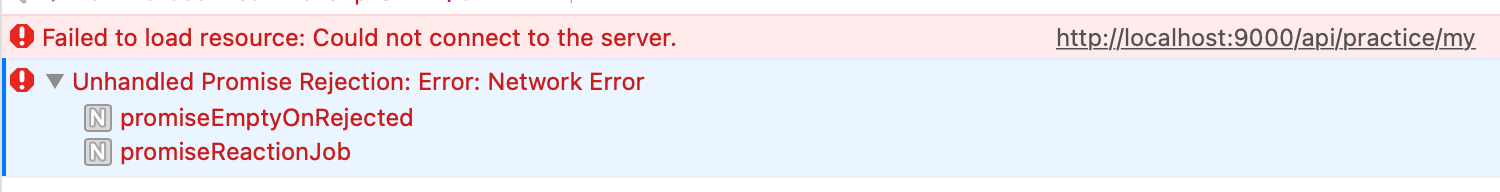 Failed to load resource: Could not connect to the server. http://localhost:9000/api/practice/my
Unhandled Promise Rejection: Error: Network Error
N promiseEmptyOnRejected
N promiseReactionJob